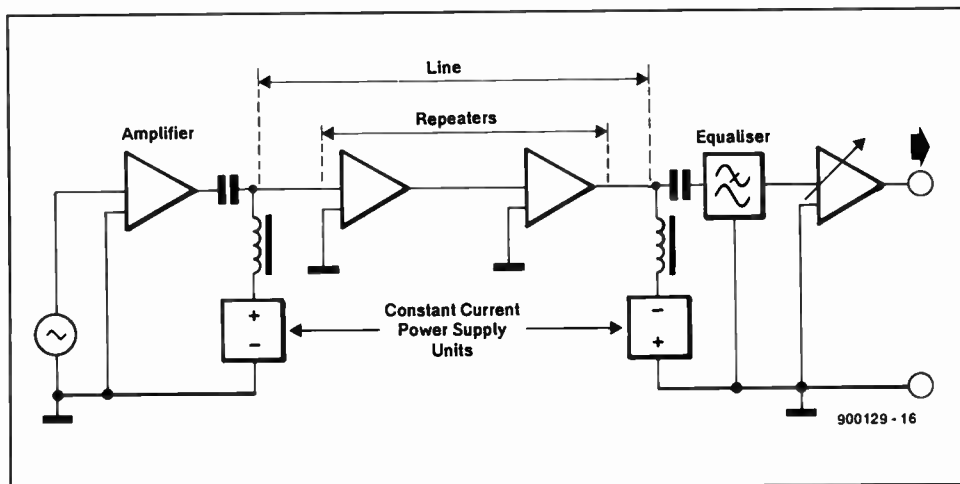 Line
Repeaters
Amplifier
Equaliser
+
−
Constant Current
Power Supply
Units
−
+
900129 - 16